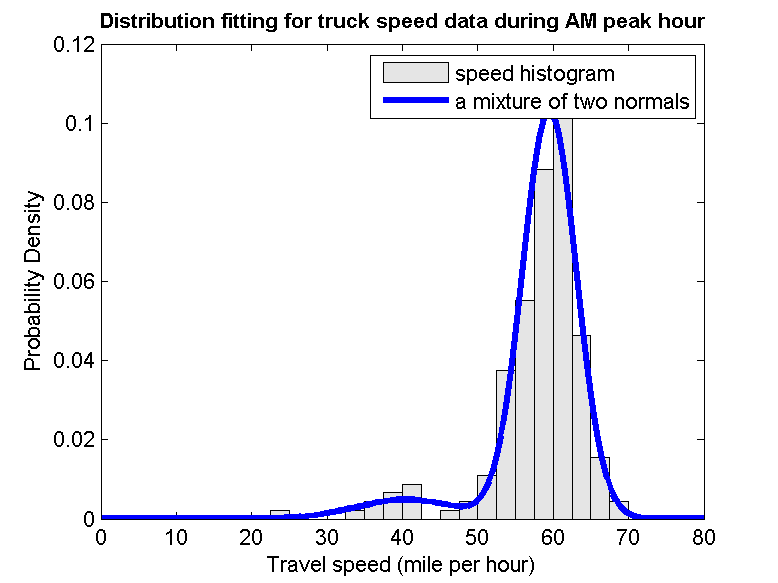 Distribution fitting for truck speed data during AM peak hour
speed histogram
a mixture of two normals
Probability Density
0.12
0.1
0.08
0.06
0.04
0.02
0
0 10 20 30 40 50 60 70 80
Travel speed (mile per hour)